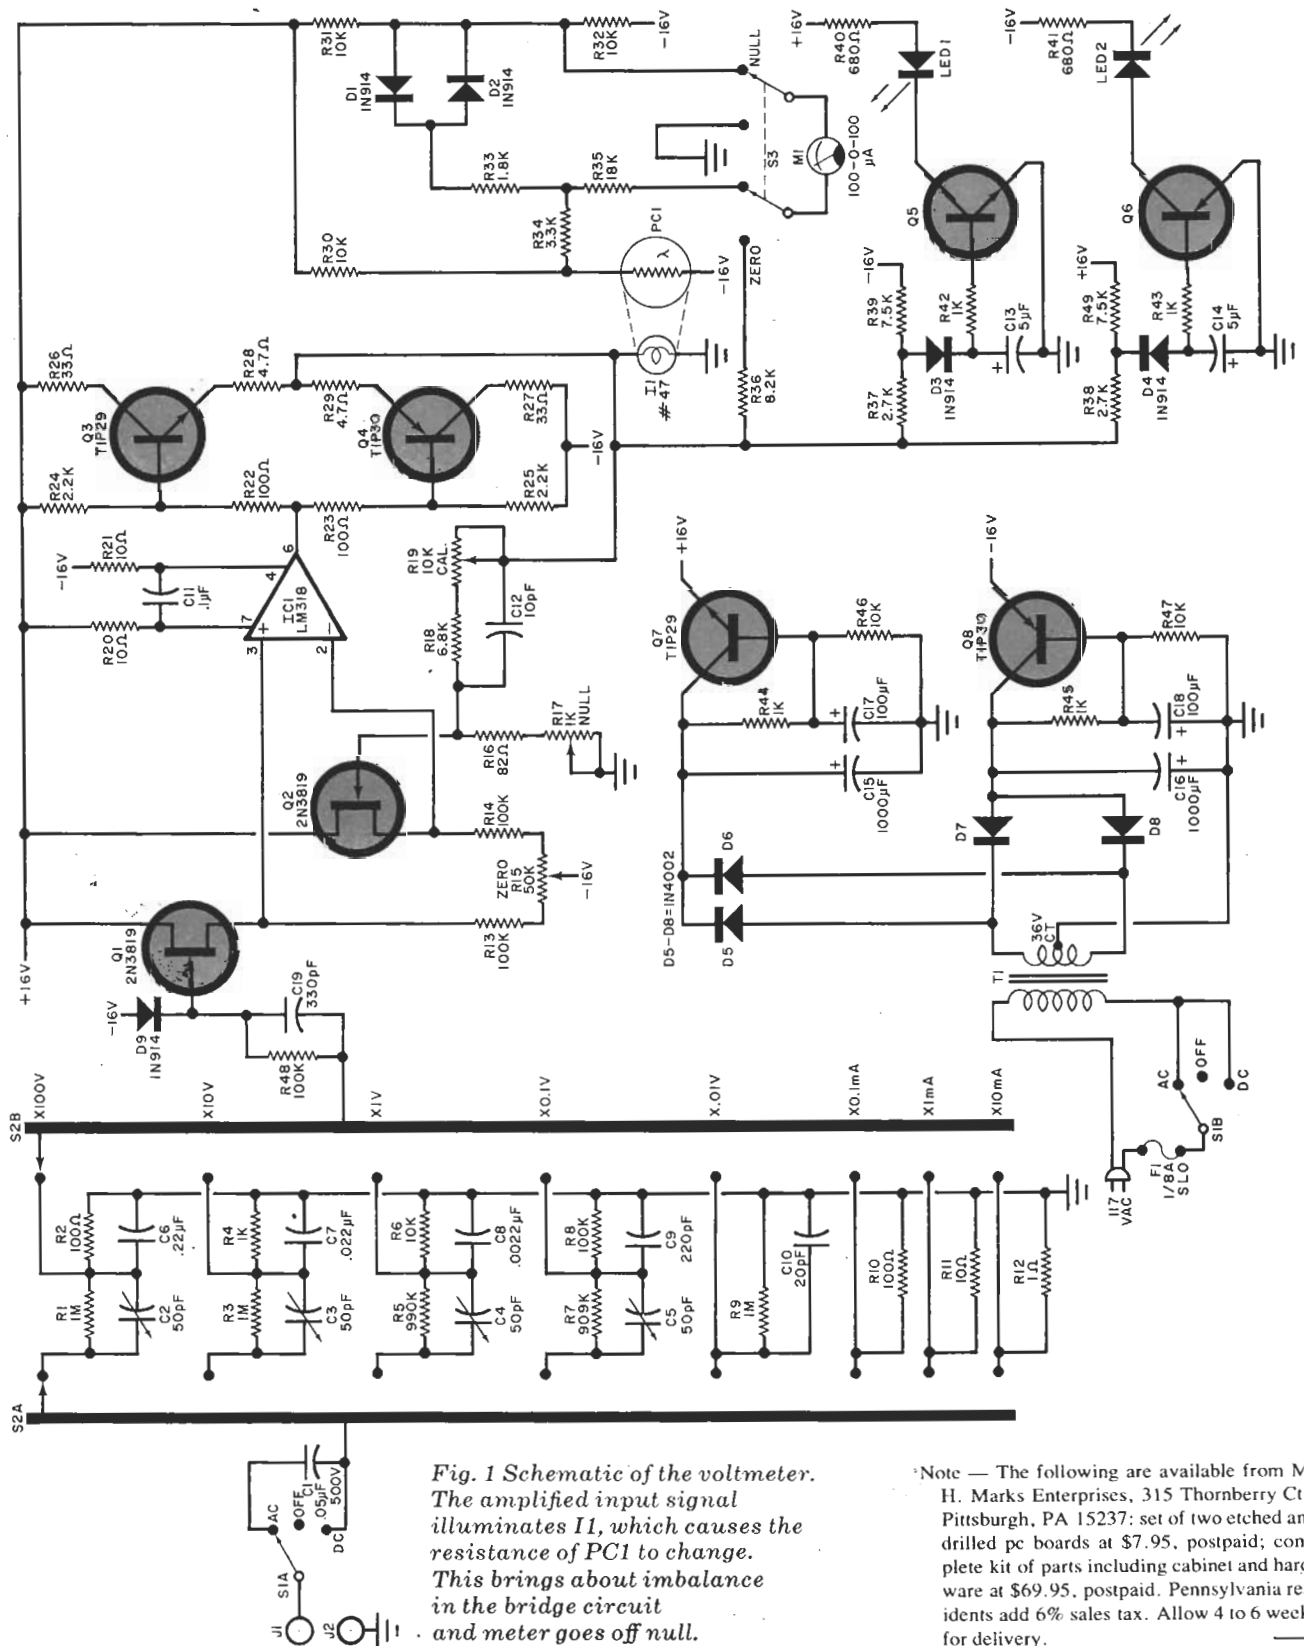 +16V
R31
10K
R32
10K
-16V
D1
IN914
D2
IN914
R33
1.8K
R35
18K
R34
3.3K
R30
10K
PC1
λ
-16V
NULL
S3
M1
100-0-100
μA
ZERO
+16V
R40
680Ω
LED1
-16V
R41
680Ω
LED2
Q5
Q6
R26
33Ω
Q3
TIP29
R28
4.7Ω
R29
4.7Ω
Q4
TIP30
R27
33Ω
-16V
I1
#47
R36
8.2K
-16V
R39
7.5K
R42
1K
R37
2.7K
D3
IN914
C13
5μF
+
+16V
R49
7.5K
R43
1K
R38
2.7K
D4
IN914
C14
5μF
+
R24
2.2K
R22
100Ω
R23
100Ω
R25
2.2K
-16V
R21
10Ω
C11
.1μF
R20
10Ω
IC1
LM318
7
4
6
3
2
+
−
R19
10K
CAL.
R18
6.8K
C12
10pF
R17
1K
NULL
R16
82Ω
Q2
2N3819
R14
100K
ZERO
R15
50K
-16V
R13
100K
Q1
2N3819
-16V
D9
IN914
C19
330pF
R48
100K
+16V
Q7
TIP29
R46
10K
R44
1K
+
C17
100μF
+
C15
1000μF
-16V
Q8
TIP30
R47
10K
R45
1K
C18
100μF
+
C16
1000μF
+
D5-D8=IN4002
D5
D6
D7
D8
36V
CT
T1
AC
OFF
DC
S1B
F1
1/8A
SLO
117
VAC
S2B
X100V
X10V
X1V
X0.1V
X.01V
X0.1mA
X1mA
X10mA
R2
100Ω
C6
.22μF
R1
1M
C2
50pF
R4
1K
C7
.022μF
R3
1M
C3
50pF
R6
10K
C8
.0022μF
R5
990K
C4
50pF
R8
100K
C9
220pF
R7
909K
C5
50pF
R9
1M
C10
20pF
R10
100Ω
R11
10Ω
R12
1Ω
S2A
AC
OFF
DC
C1
.05μF
500V
S1A
J1
J2
Fig. 1 Schematic of the voltmeter.
The amplified input signal
illuminates I1, which causes the
resistance of PC1 to change.
This brings about imbalance
in the bridge circuit
and meter goes off null.
Note — The following are available from M
H. Marks Enterprises, 315 Thornberry Ct
Pittsburgh, PA 15237: set of two etched an
drilled pc boards at $7.95, postpaid; com
plete kit of parts including cabinet and hard
ware at $69.95, postpaid. Pennsylvania res
idents add 6% sales tax. Allow 4 to 6 week
for delivery.